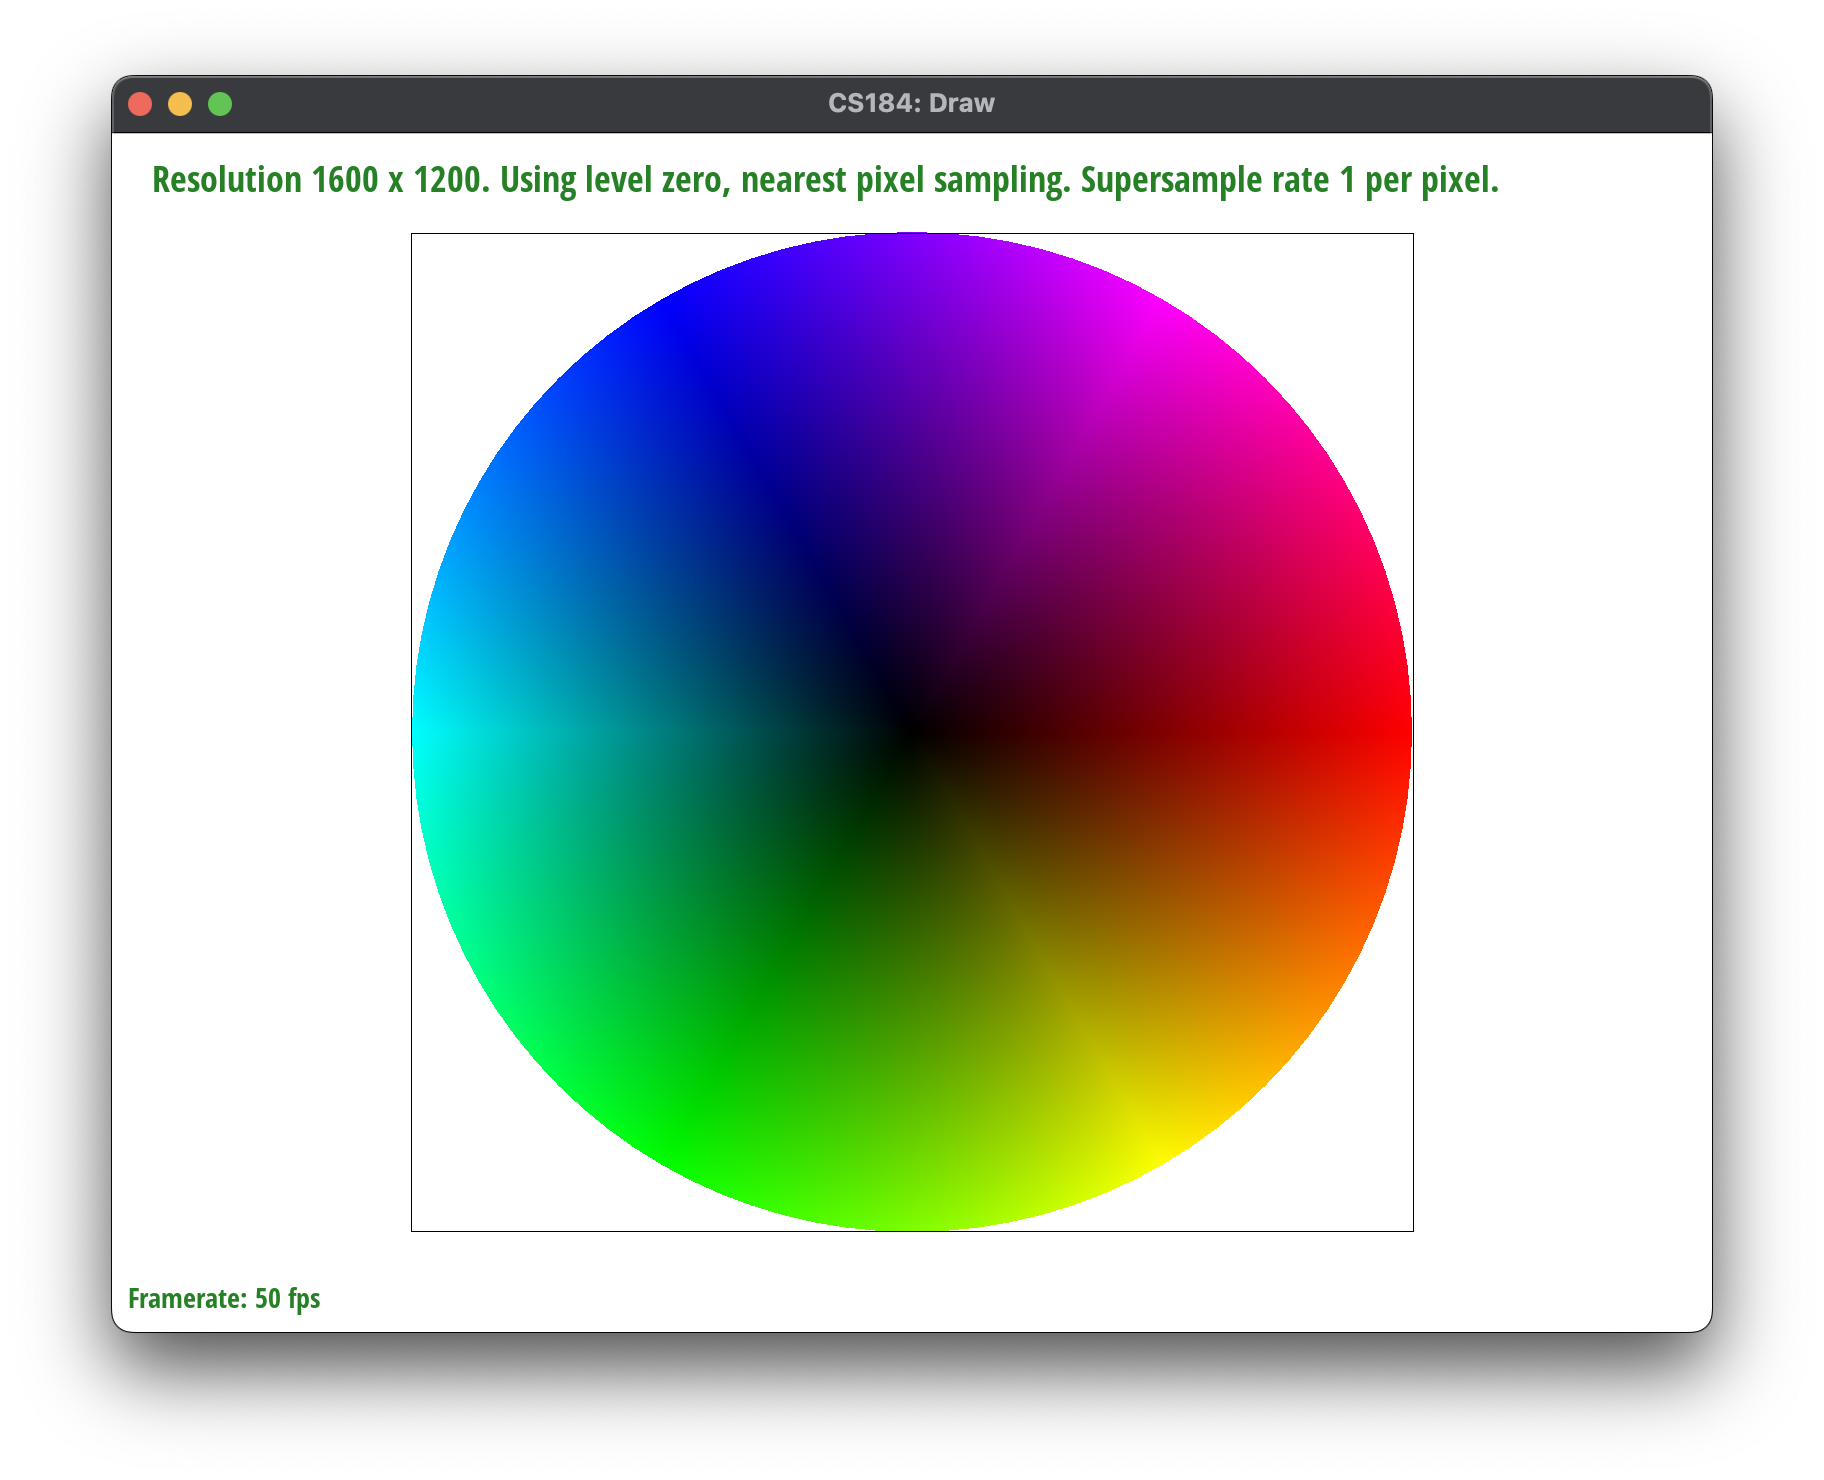 CS184: Draw
Resolution 1600 x 1200. Using level zero, nearest pixel sampling. Supersample rate 1 per pixel.
Framerate: 50 fps